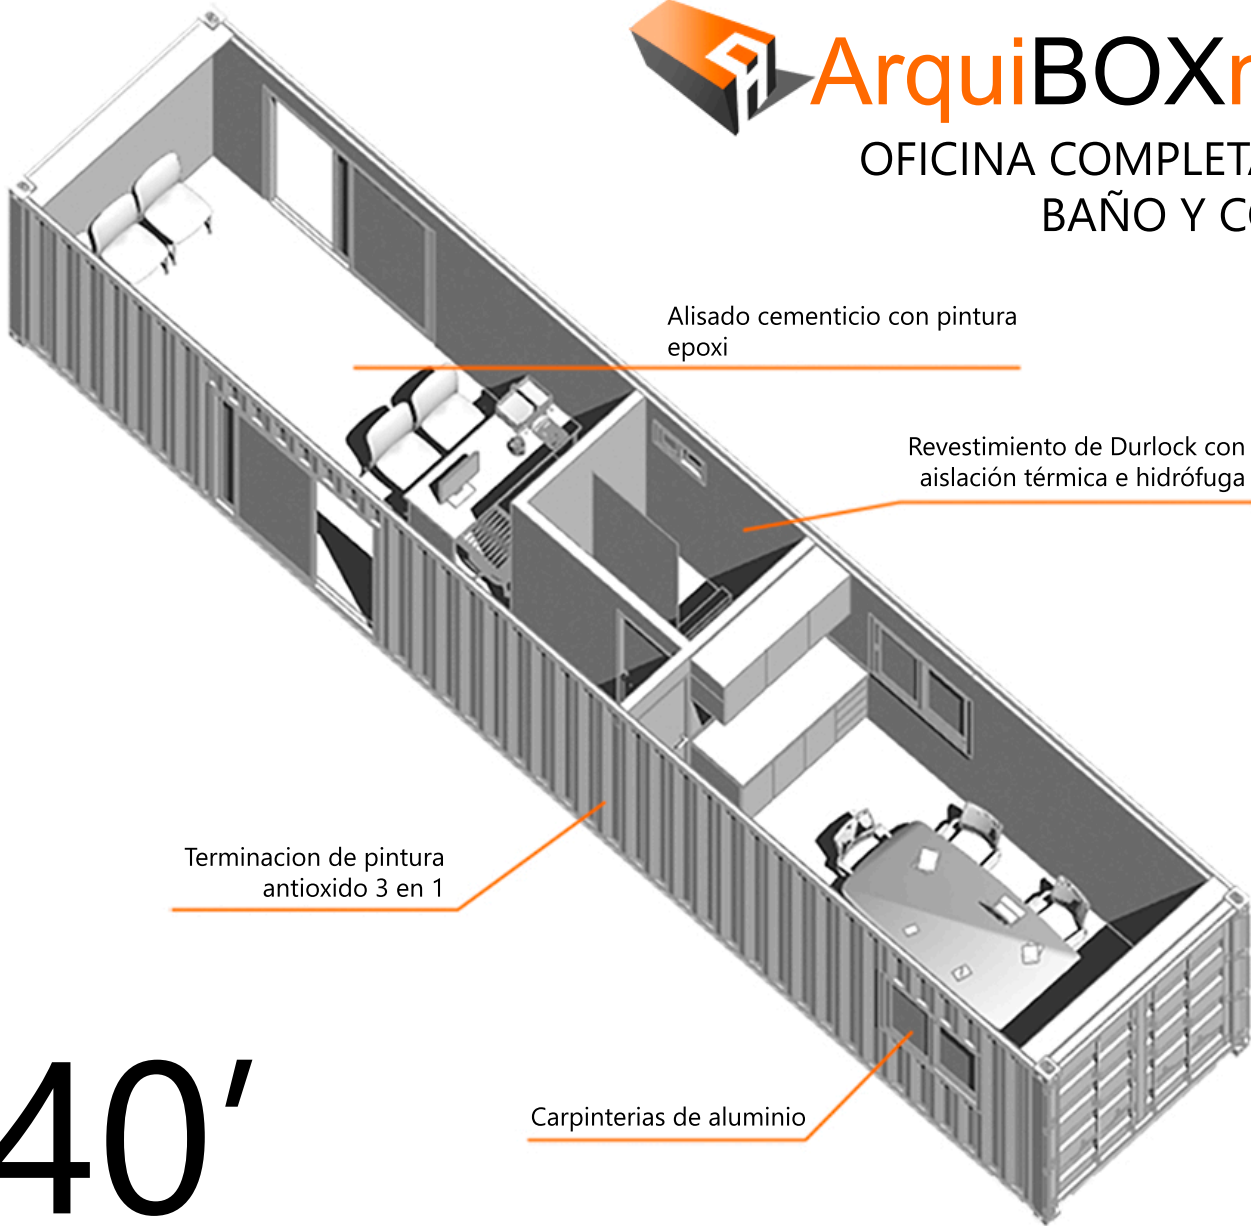 ArquiBOX
OFICINA COMPLETA
BAÑO Y
Alisado cementicio con pintura
epoxi
Revestimiento de Durlock con
aislación térmica e hidrófuga
Terminacion de pintura
antioxido 3 en 1
Carpinterias de aluminio
40'